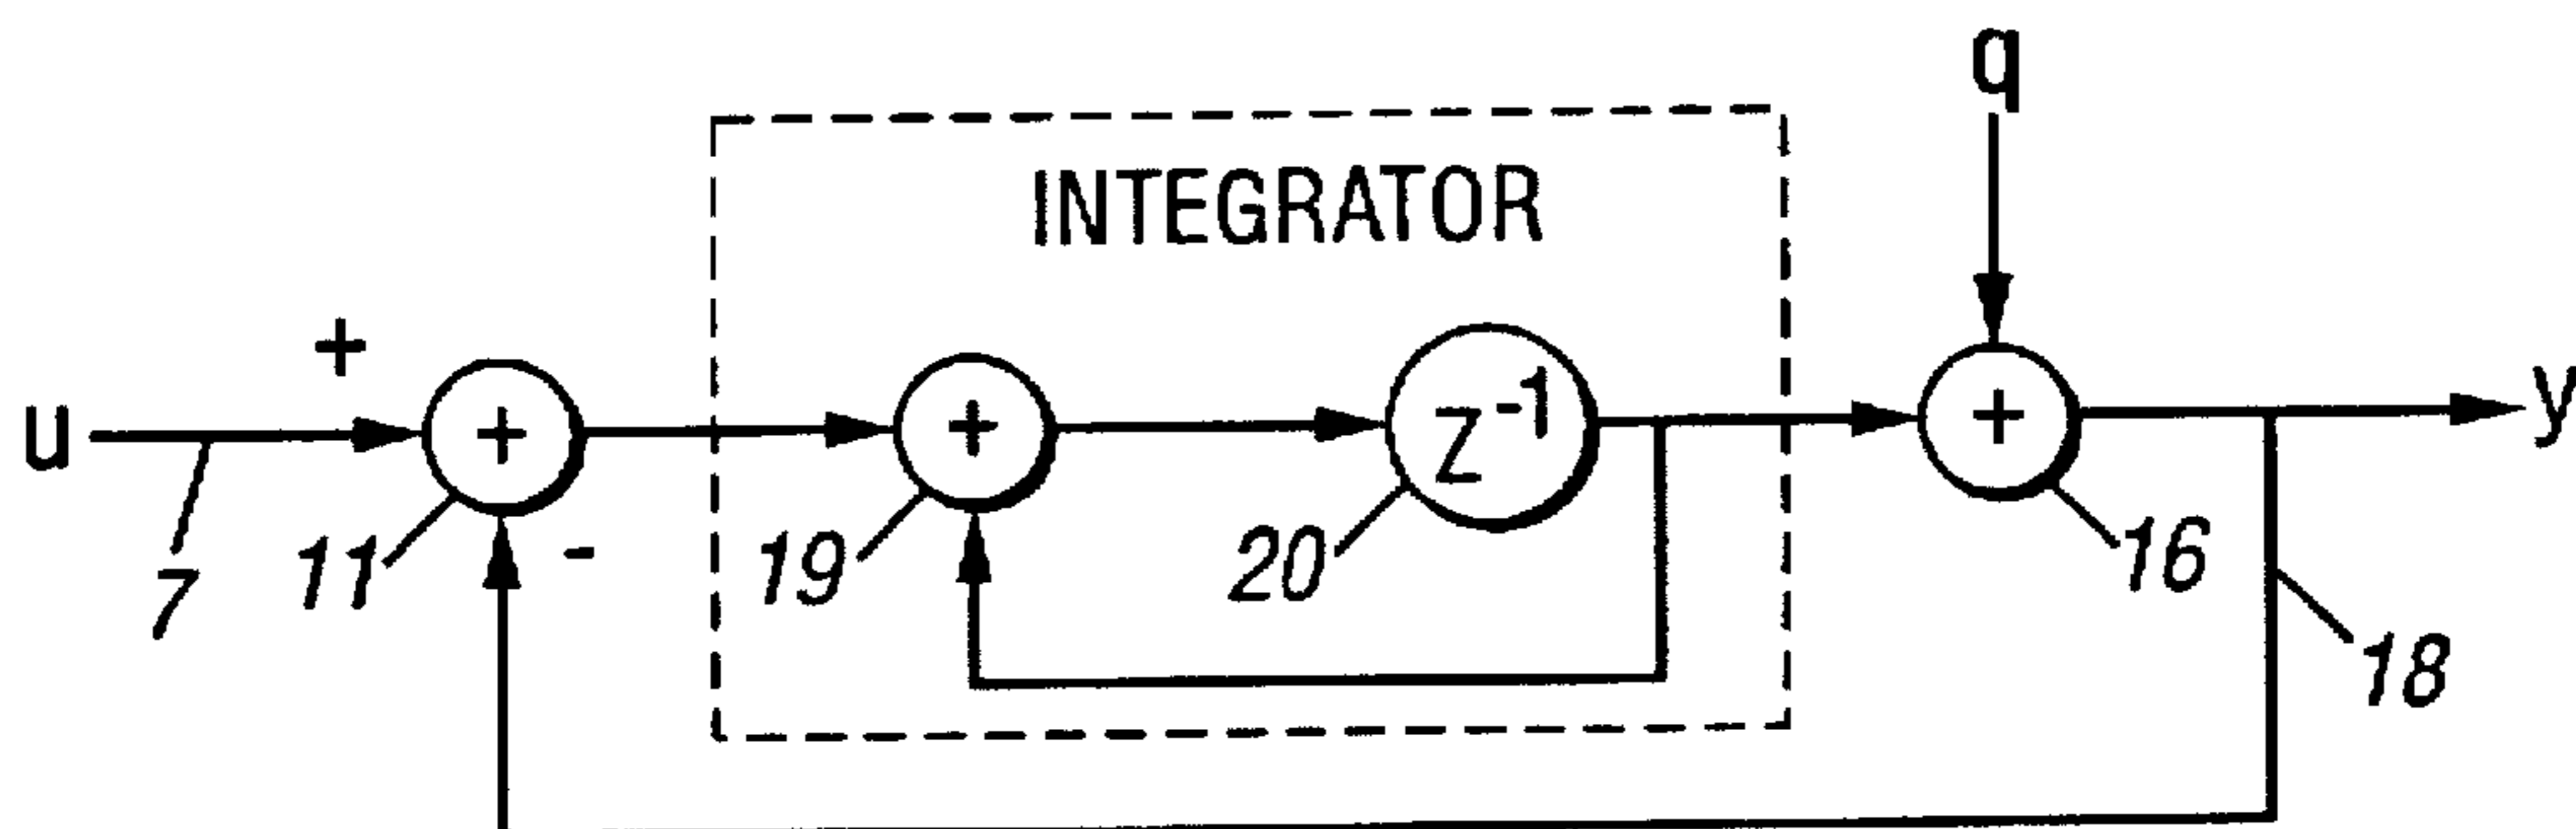 q
INTEGRATOR
+
u
+
+
z⁻¹
+
y
7
11
-
19
20
16
18